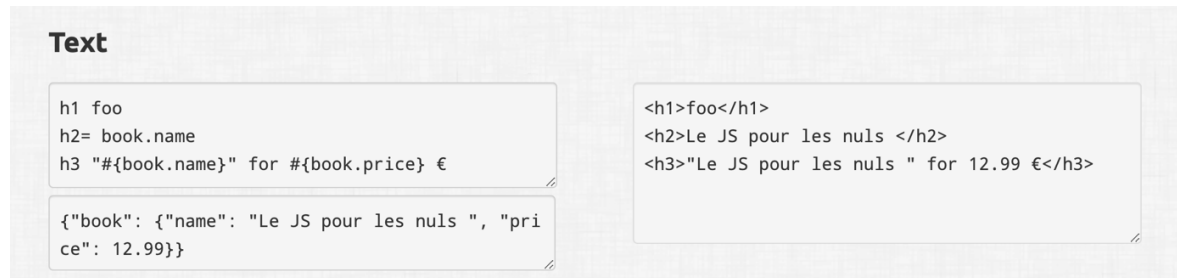 Text
h1 foo
h2= book.name
h3 "#{book.name}" for #{book.price} €
{"book": {"name": "Le JS pour les nuls ", "pri
ce": 12.99}}
<h1>foo</h1>
<h2>Le JS pour les nuls </h2>
<h3>"Le JS pour les nuls " for 12.99 €</h3>